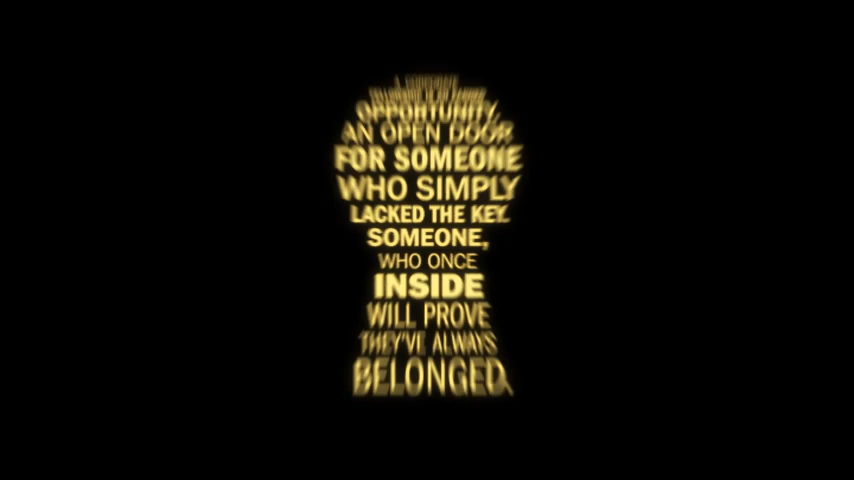 OPPORTUNITY,
AN OPEN DOOR
FOR SOMEONE
WHO SIMPLY
LACKED THE KEY.
SOMEONE,
WHO ONCE
INSIDE
WILL PROVE
THEY'VE ALWAYS
BELONGED.